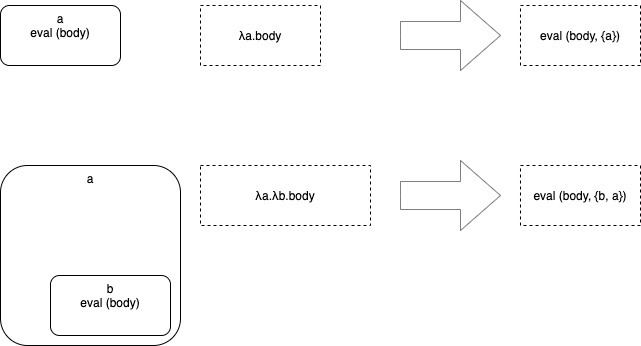 a
eval (body)
λa.body
eval (body, {a})
a
λa.λb.body
eval (body, {b, a})
b
eval (body)